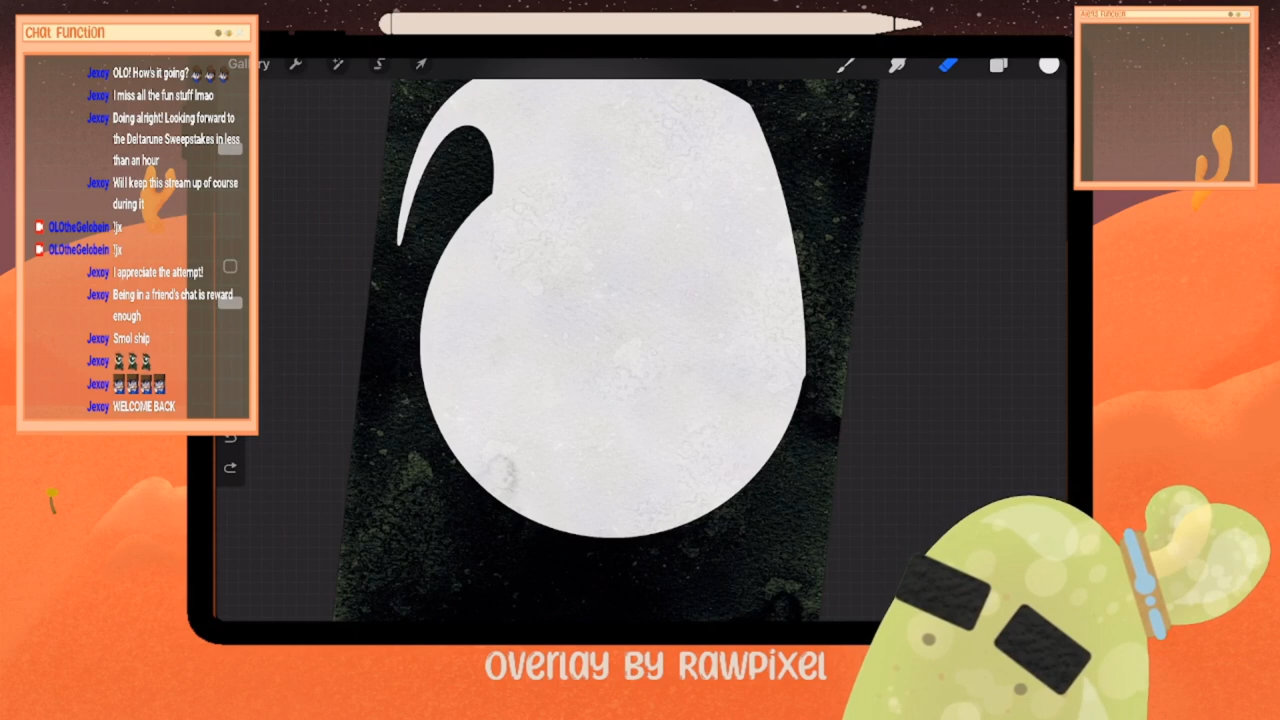 CHAT FUNCTION
Jexoy OLO! How's it going?
Jexoy I miss all the fun stuff lmao
Jexoy Doing alright! Looking forward to
the Deltarune Sweepstakes in less
than an hour
Jexoy Will keep this stream up of course
during it
OLOtheGelobein !jx
OLOtheGelobein !jx
Jexoy I appreciate the attempt!
Jexoy Being in a friend's chat is reward
enough
Jexoy Smol ship
Jexoy
Jexoy
Jexoy WELCOME BACK
Gallery
Alerts Function
OVERLAY BY RAWPIXEL